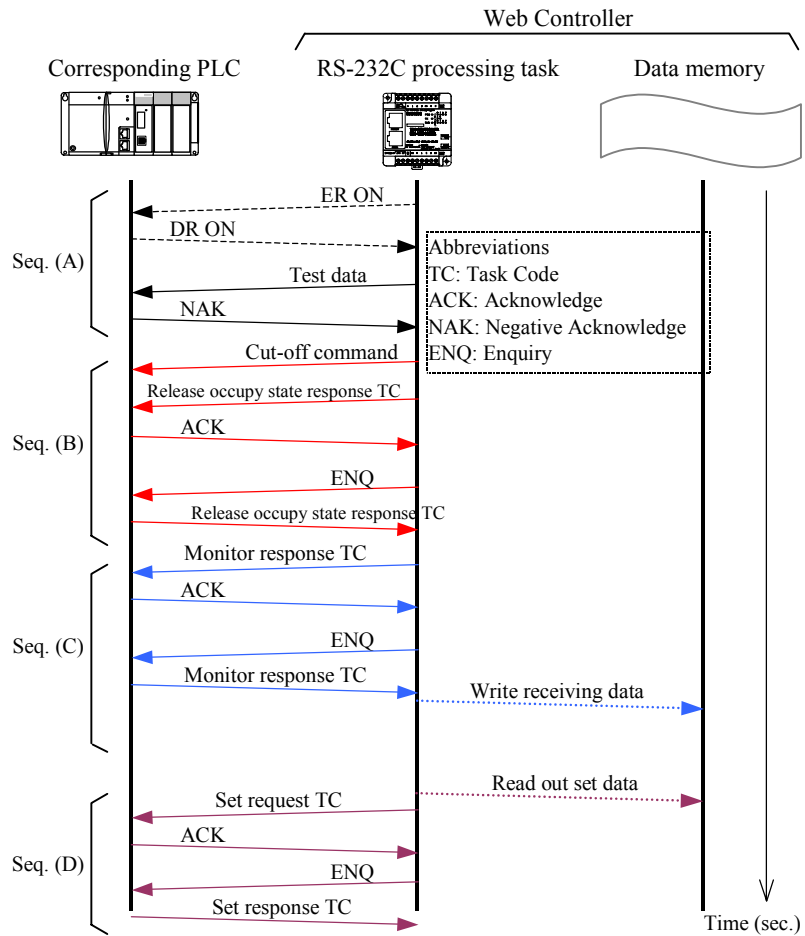 Web Controller
Corresponding PLC
RS-232C processing task
Data memory
ER ON
DR ON
Seq. (A)
Test data
NAK
Abbreviations
TC: Task Code
ACK: Acknowledge
NAK: Negative Acknowledge
ENQ: Enquiry
Cut-off command
Release occupy state response TC
Seq. (B)
ACK
ENQ
Release occupy state response TC
Monitor response TC
ACK
Seq. (C)
ENQ
Monitor response TC
Write receiving data
Read out set data
Set request TC
ACK
Seq. (D)
ENQ
Set response TC
Time (sec.)